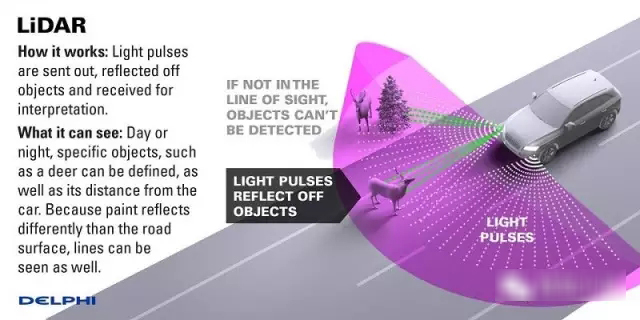 LiDAR
How it works: Light pulses
are sent out, reflected off
objects and received for
interpretation.
What it can see: Day or
night, specific objects, such
as a deer can be defined, as
well as its distance from the
car. Because paint reflects
differently than the road
surface, lines can be
seen as well.
DELPHI
IF NOT IN THE
LINE OF SIGHT,
OBJECTS CAN'T
BE DETECTED
LIGHT PULSES
REFLECT OFF
OBJECTS
LIGHT
PULSES